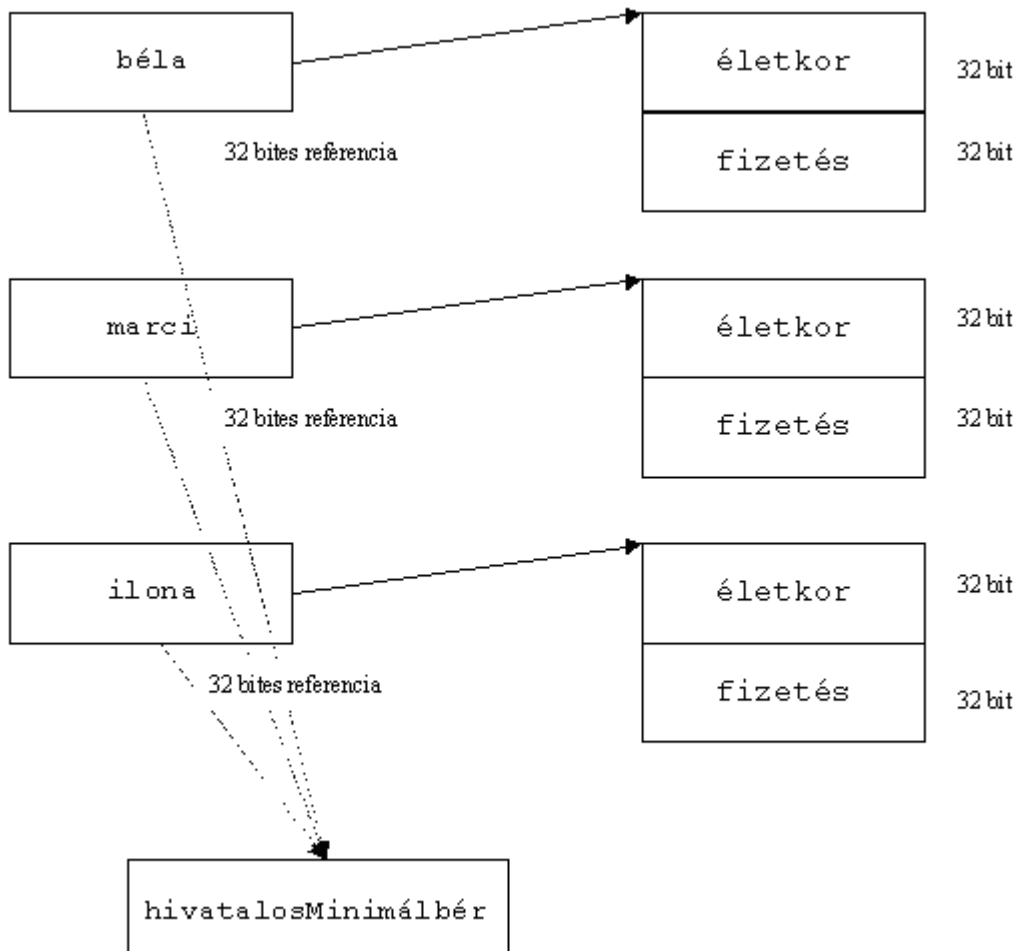 béla
életkor
32 bit
32 bites referencia
fizetés
32 bit
marci
életkor
32 bit
32 bites referencia
fizetés
32 bit
ilona
életkor
32 bit
32 bites referencia
fizetés
32 bit
hivatalosMinimálbér